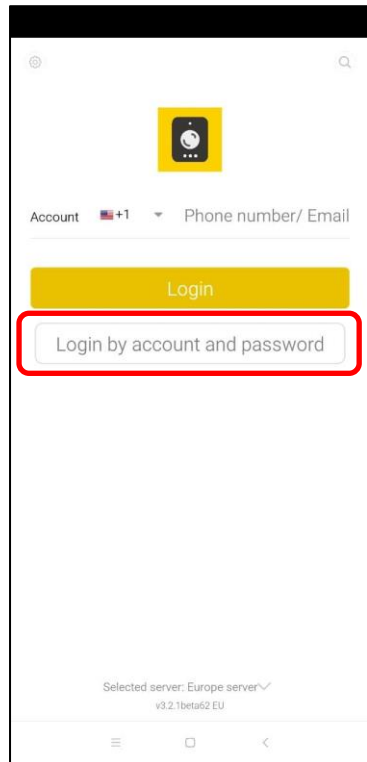 Account +1 Phone number/ Email
Login
Login by account and password
Selected server: Europe server
v3.2.1beta62 EU